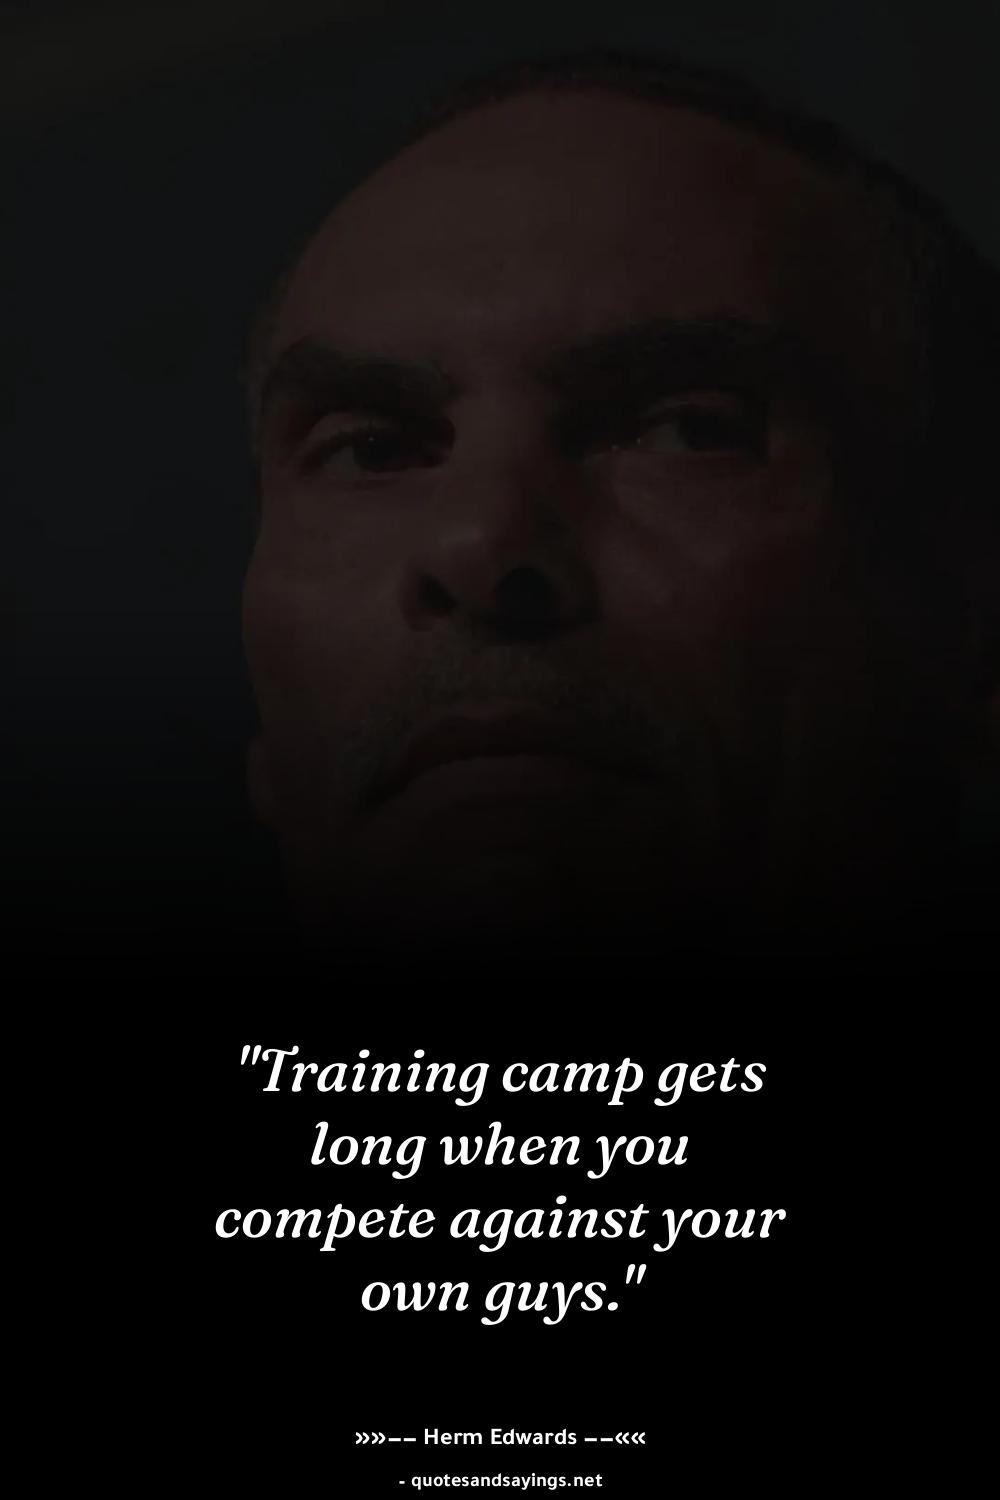 "Training camp gets
long when you
compete against your
own guys."
»»–– Herm Edwards ––««
- quotesandsayings.net